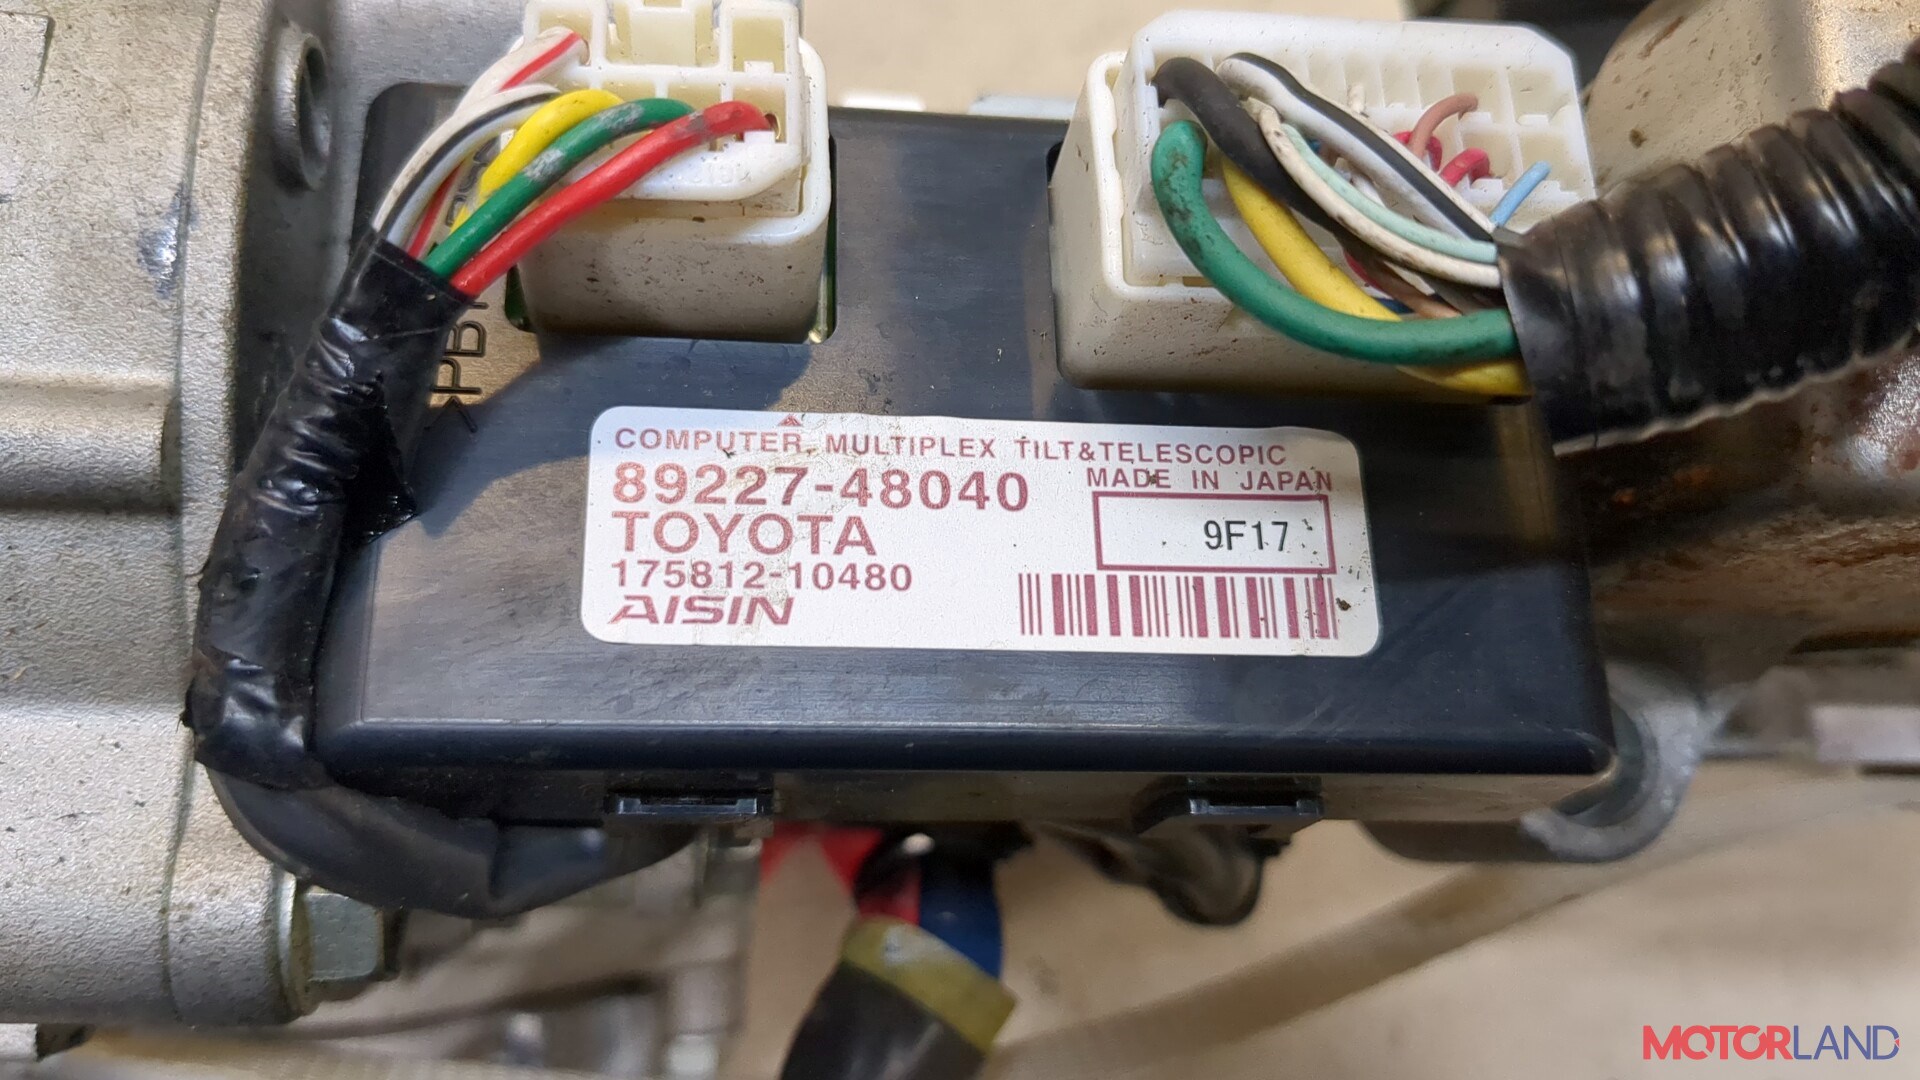 COMPUTER, MULTIPLEX TILT&TELESCOPIC
89227-48040
MADE IN JAPAN
TOYOTA
9F17
175812-10480
AISIN
MOTORLAND